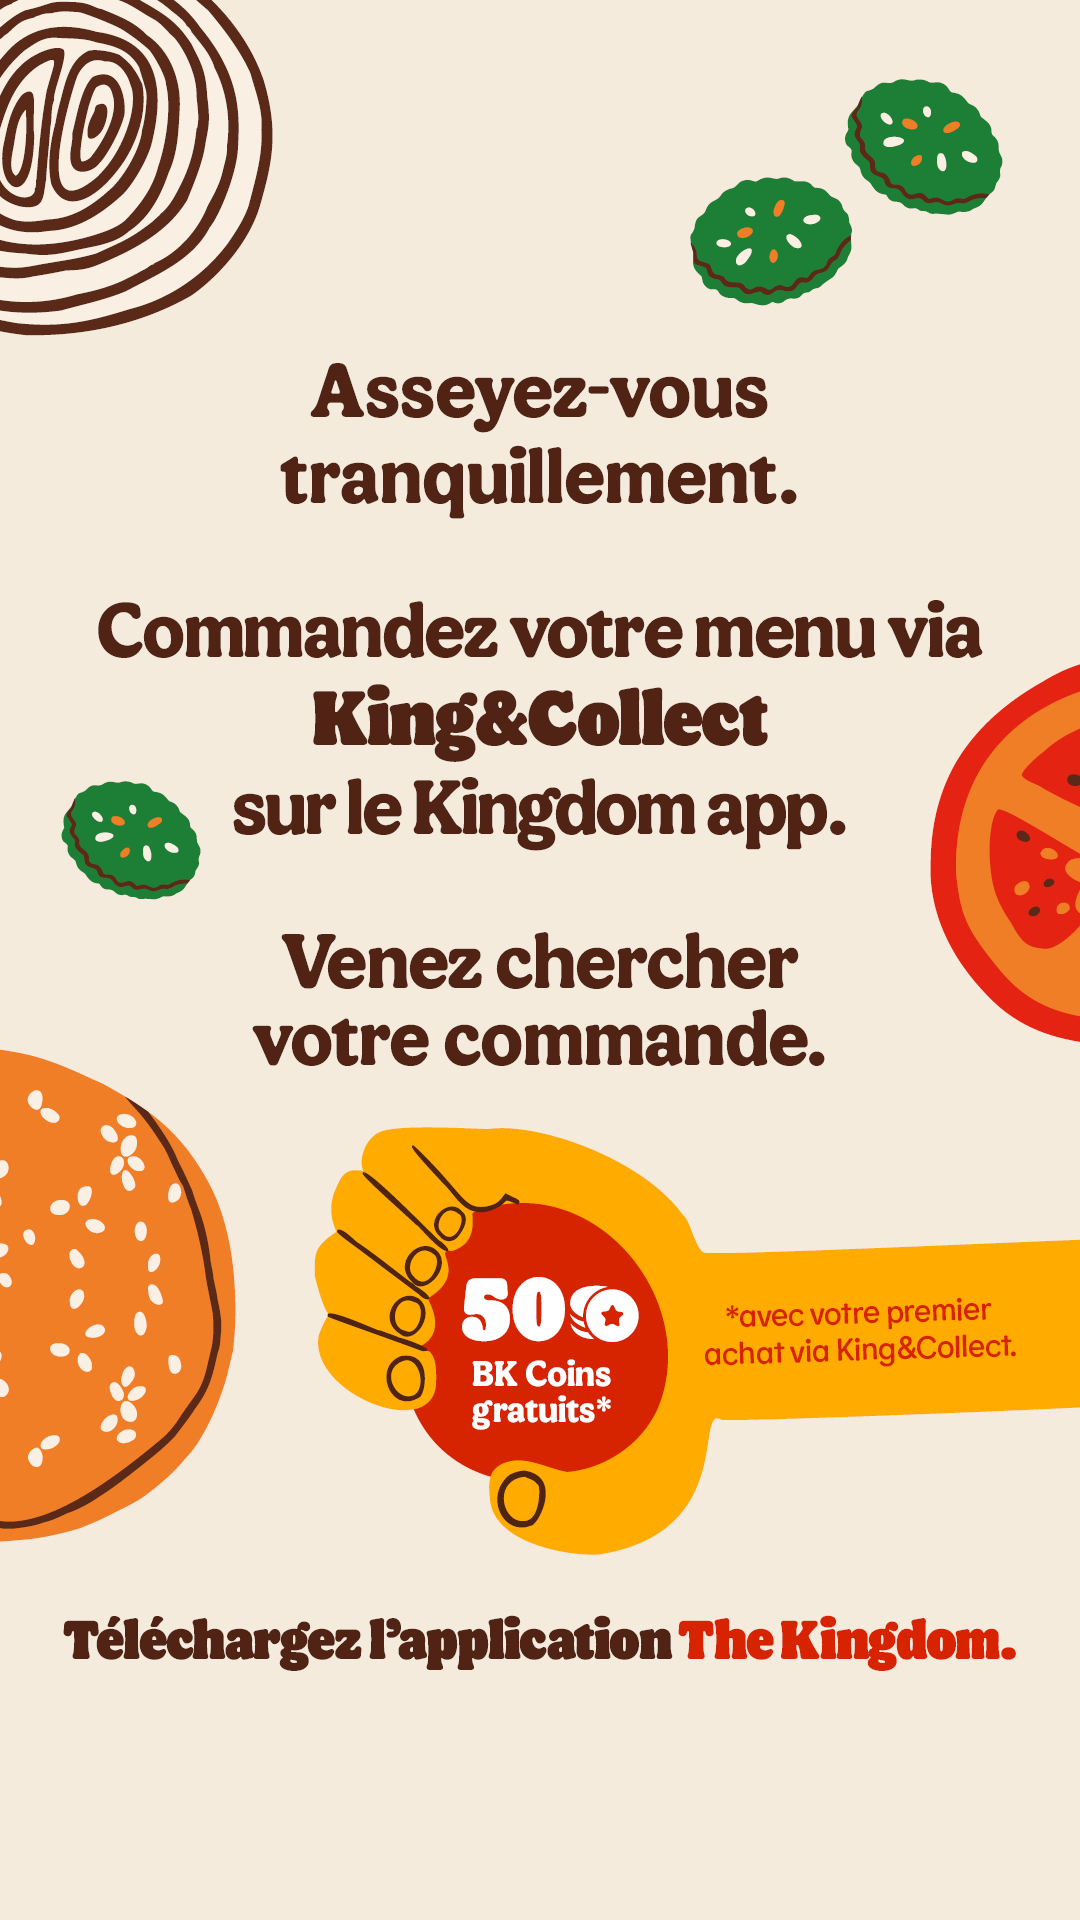 Asseyez-vous
tranquillement.
Commandez votre menu via
King&Collect
sur le Kingdom app.
Venez chercher
votre commande.
50
BK Coins
gratuits*
*avec votre premier
achat via King&Collect.
Téléchargez l’application The Kingdom.